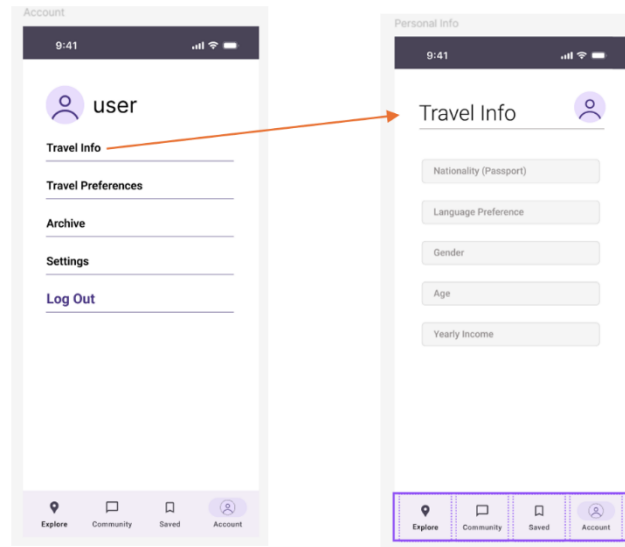 Account
9:41
user
Travel Info
Travel Preferences
Archive
Settings
Log Out
Explore Community Saved Account
Personal Info
9:41
Travel Info
Nationality (Passport)
Language Preference
Gender
Age
Yearly Income
Explore Community Saved Account